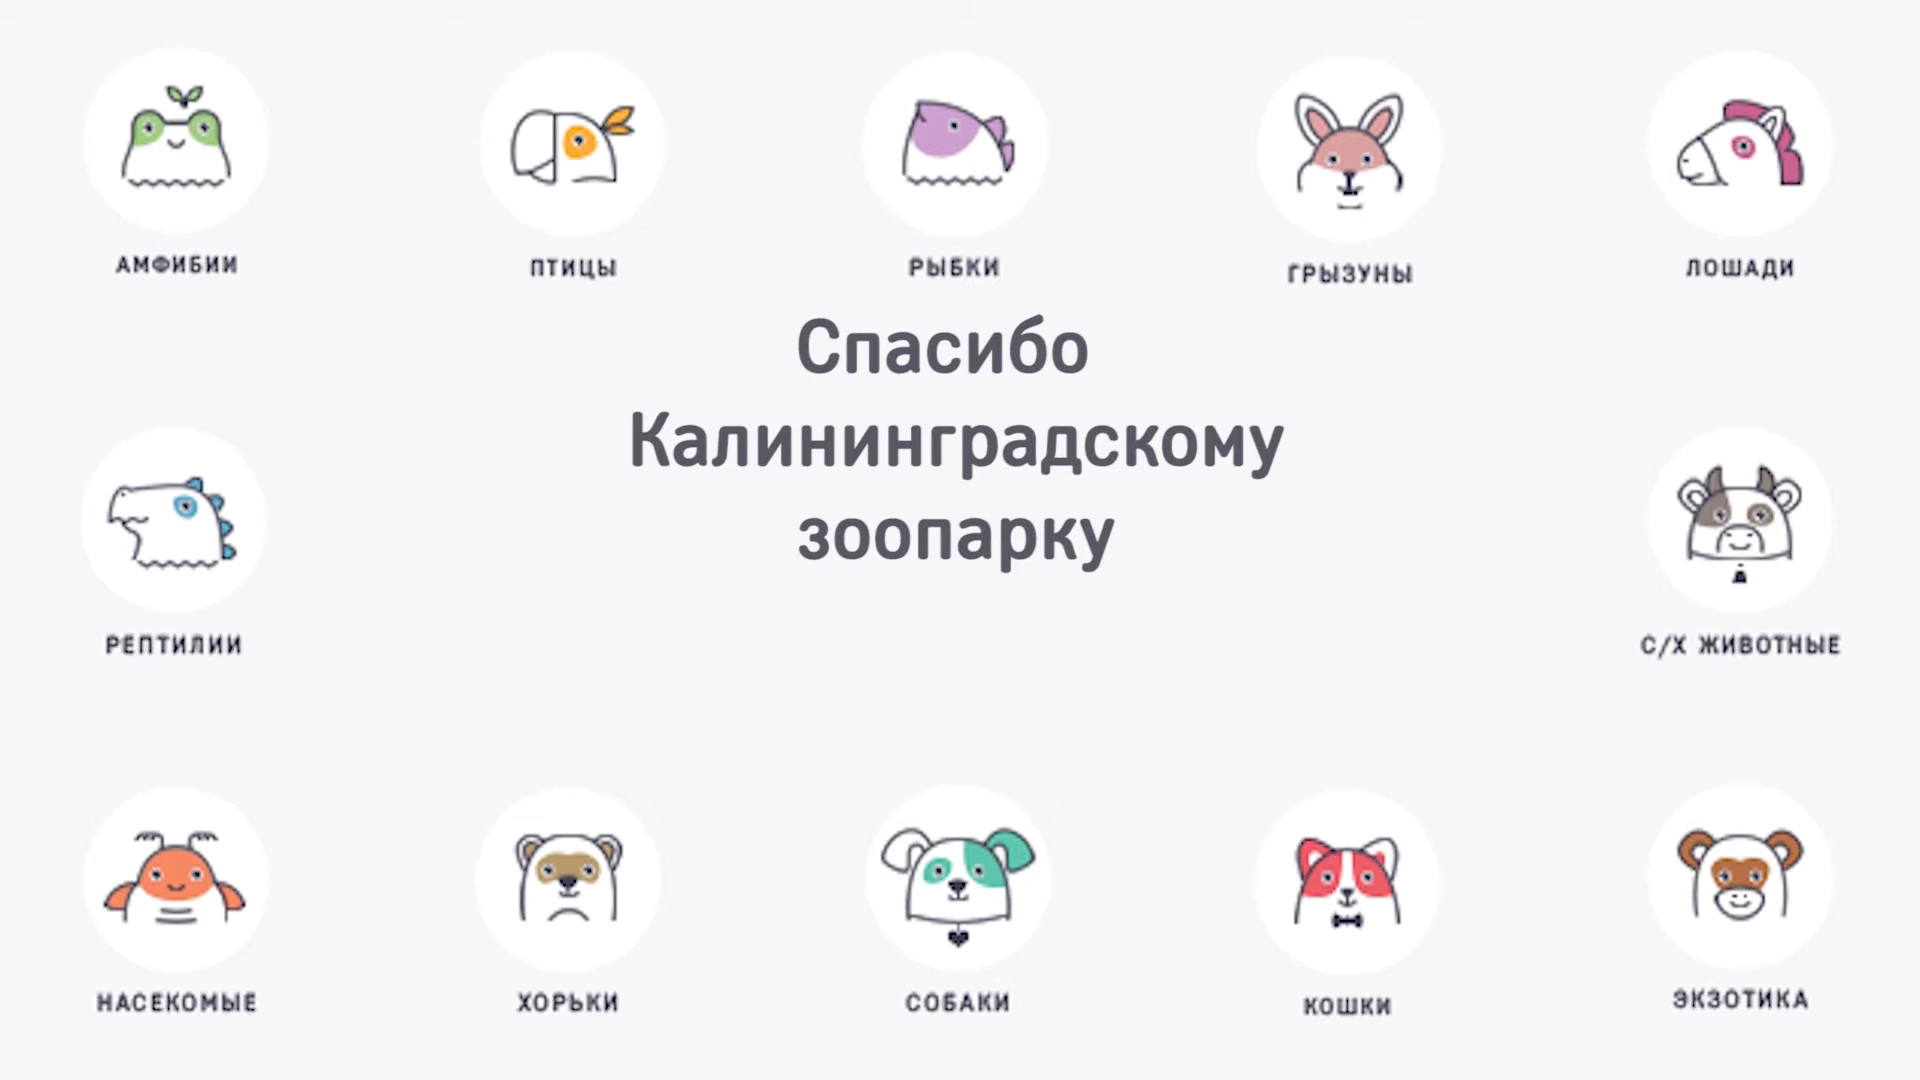 АМФИБИИ
ПТИЦЫ
РЫБКИ
ГРЫЗУНЫ
ЛОШАДИ
Спасибо
Калининградскому
зоопарку
РЕПТИЛИИ
С/Х ЖИВОТНЫЕ
НАСЕКОМЫЕ
ХОРЬКИ
СОБАКИ
КОШКИ
ЭКЗОТИКА